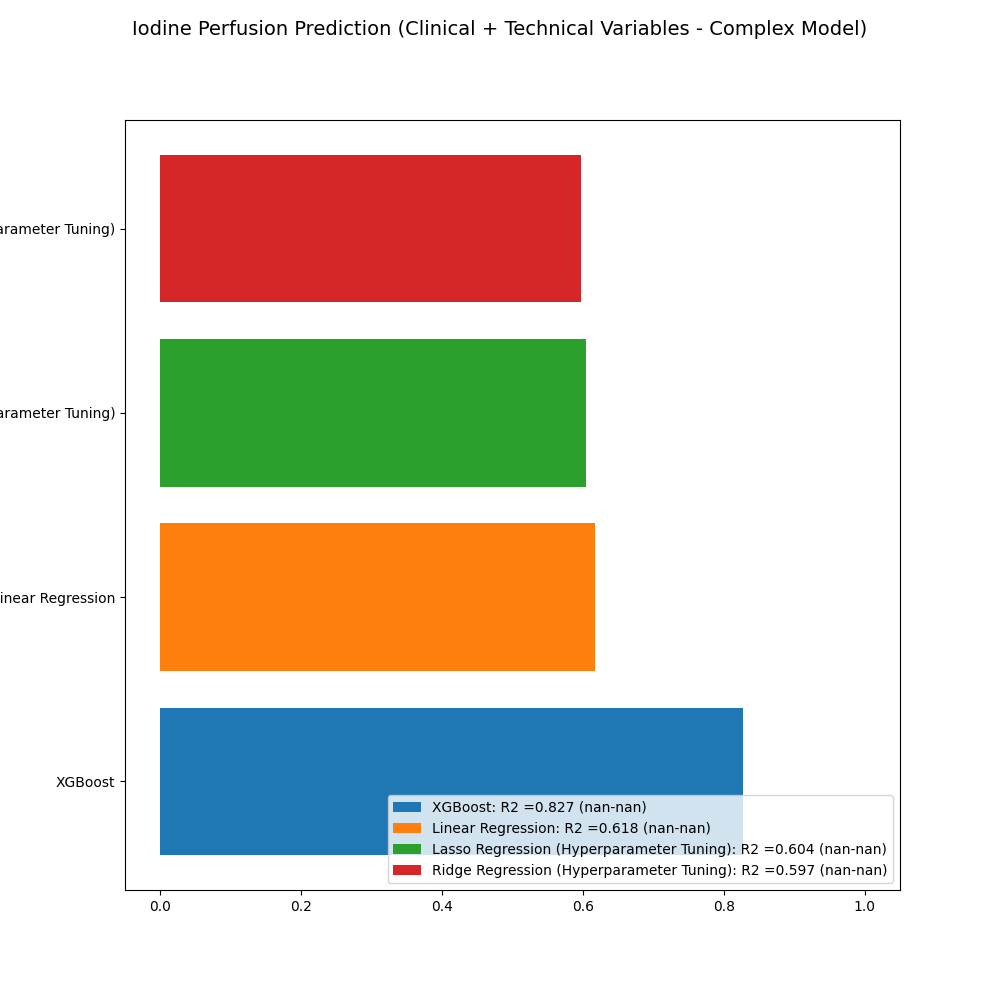 Iodine Perfusion Prediction (Clinical + Technical Variables - Complex Model)
arameter Tuning)
arameter Tuning)
inear Regression
XGBoost
XGBoost: R2 =0.827 (nan-nan)
Linear Regression: R2 =0.618 (nan-nan)
Lasso Regression (Hyperparameter Tuning): R2 =0.604 (nan-nan)
Ridge Regression (Hyperparameter Tuning): R2 =0.597 (nan-nan)
0.0 0.2 0.4 0.6 0.8 1.0